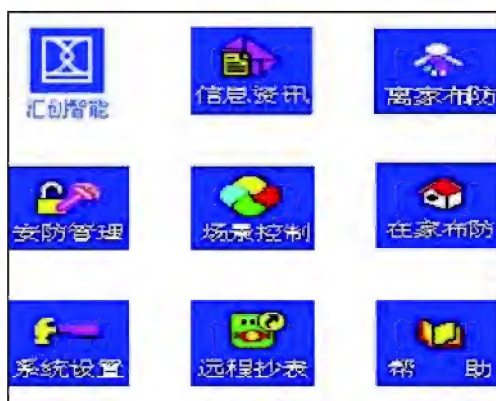 汇创智能
信息资讯
离家布防
安防管理
场景控制
在家布防
系统设置
远程抄表
帮 助